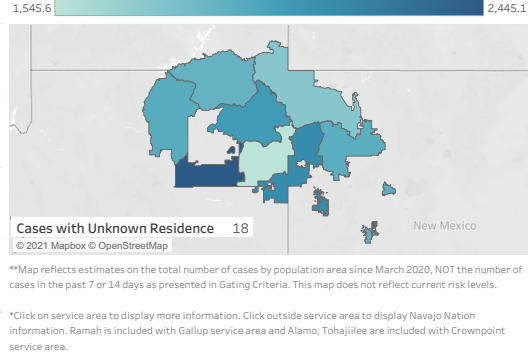 1,545.6 2,445.1
New Mexico
Cases with Unknown Residence 18
© 2021 Mapbox © OpenStreetMap
**Map reflects estimates on the total number of cases by population area since March 2020, NOT the number of
cases in the past 7 or 14 days as presented in Gating Criteria. This map does not reflect current risk levels.
*Click on service area to display more information. Click outside service area to display Navajo Nation
information. Ramah is included with Gallup service area and Alamo, Tohajiilee are included with Crownpoint
service area.